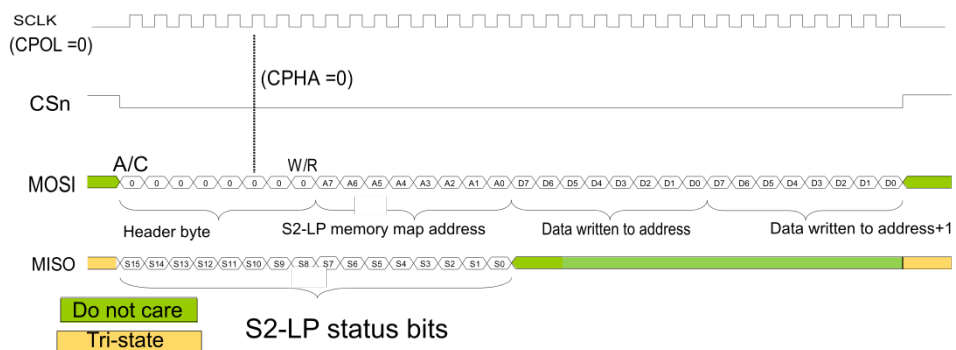 SCLK
(CPOL =0)
(CPHA =0)
CSn
A/C W/R
MOSI 0 0 0 0 0 0 0 0 A7 A6 A5 A4 A3 A2 A1 A0 D7 D6 D5 D4 D3 D2 D1 D0 D7 D6 D5 D4 D3 D2 D1 D0
Header byte S2-LP memory map address Data written to address Data written to address+1
MISO S15 S14 S13 S12 S11 S10 S9 S8 S7 S6 S5 S4 S3 S2 S1 S0
Do not care
S2-LP status bits
Tri-state